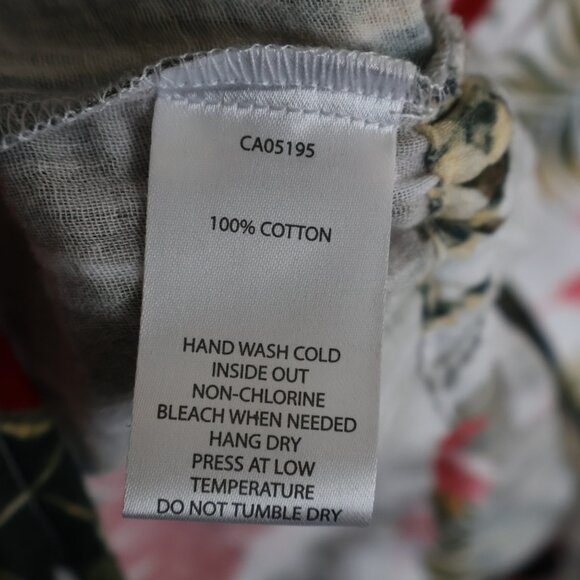 CA05195
100% COTTON
HAND WASH COLD
INSIDE OUT
NON-CHLORINE
BLEACH WHEN NEEDED
HANG DRY
PRESS AT LOW
TEMPERATURE
DO NOT TUMBLE DRY